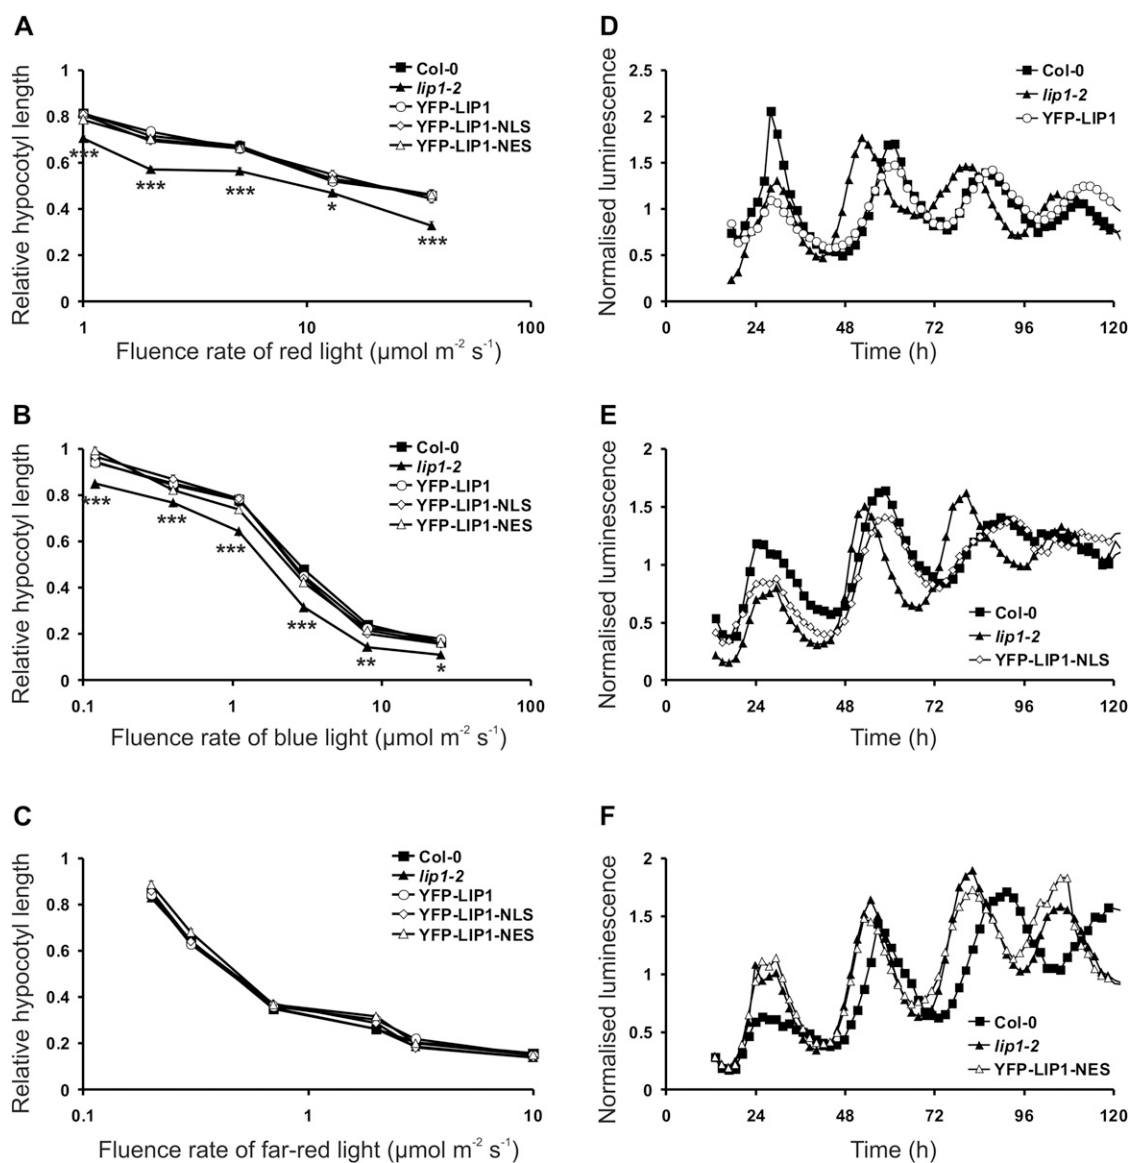 A
Relative hypocotyl length
1
0.8
0.6
0.4
0.2
0
***
***
***
*
***
Col-0
lip1-2
YFP-LIP1
YFP-LIP1-NLS
YFP-LIP1-NES
1
10
100
Fluence rate of red light (µmol m⁻² s⁻¹)
B
Relative hypocotyl length
1
0.8
0.6
0.4
0.2
0
***
***
***
***
**
*
Col-0
lip1-2
YFP-LIP1
YFP-LIP1-NLS
YFP-LIP1-NES
0.1
1
10
100
Fluence rate of blue light (µmol m⁻² s⁻¹)
C
Relative hypocotyl length
1
0.8
0.6
0.4
0.2
0
Col-0
lip1-2
YFP-LIP1
YFP-LIP1-NLS
YFP-LIP1-NES
0.1
1
10
Fluence rate of far-red light (µmol m⁻² s⁻¹)
D
Normalised luminescence
2.5
2
1.5
1
0.5
0
Col-0
lip1-2
YFP-LIP1
0
24
48
72
96
120
Time (h)
E
Normalised luminescence
2
1.5
1
0.5
0
Col-0
lip1-2
YFP-LIP1-NLS
0
24
48
72
96
120
Time (h)
F
Normalised luminescence
2
1.5
1
0.5
0
Col-0
lip1-2
YFP-LIP1-NES
0
24
48
72
96
120
Time (h)